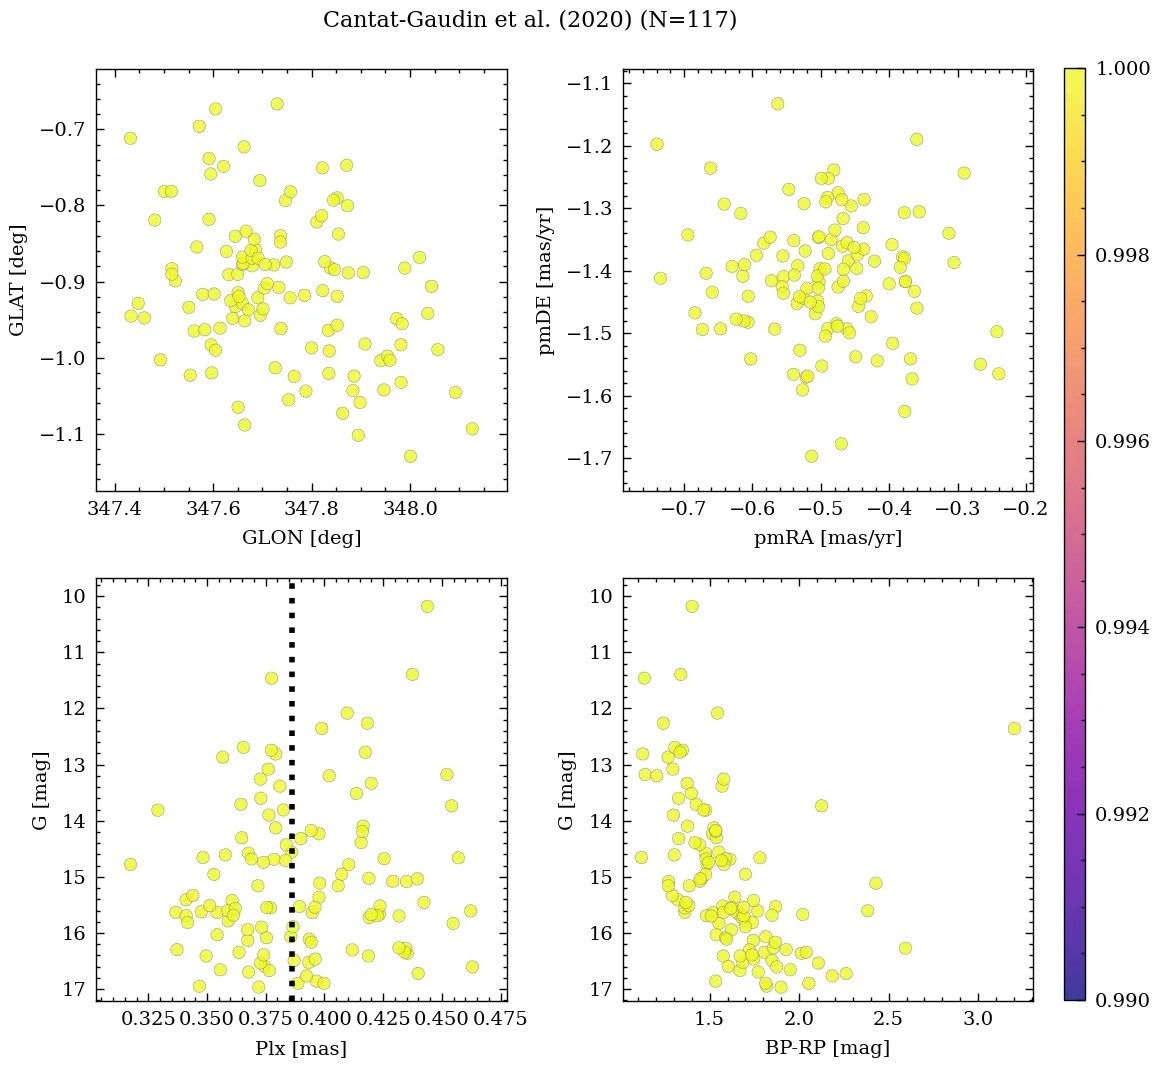 Cantat-Gaudin et al. (2020) (N=117)
GLAT [deg]
−0.7
−0.8
−0.9
−1.0
−1.1
347.4 347.6 347.8 348.0
GLON [deg]
pmDE [mas/yr]
−1.1
−1.2
−1.3
−1.4
−1.5
−1.6
−1.7
−0.7 −0.6 −0.5 −0.4 −0.3 −0.2
pmRA [mas/yr]
G [mag]
10
11
12
13
14
15
16
17
0.325 0.350 0.375 0.400 0.425 0.450 0.475
Plx [mas]
G [mag]
10
11
12
13
14
15
16
17
1.5 2.0 2.5 3.0
BP-RP [mag]
1.000
0.998
0.996
0.994
0.992
0.990